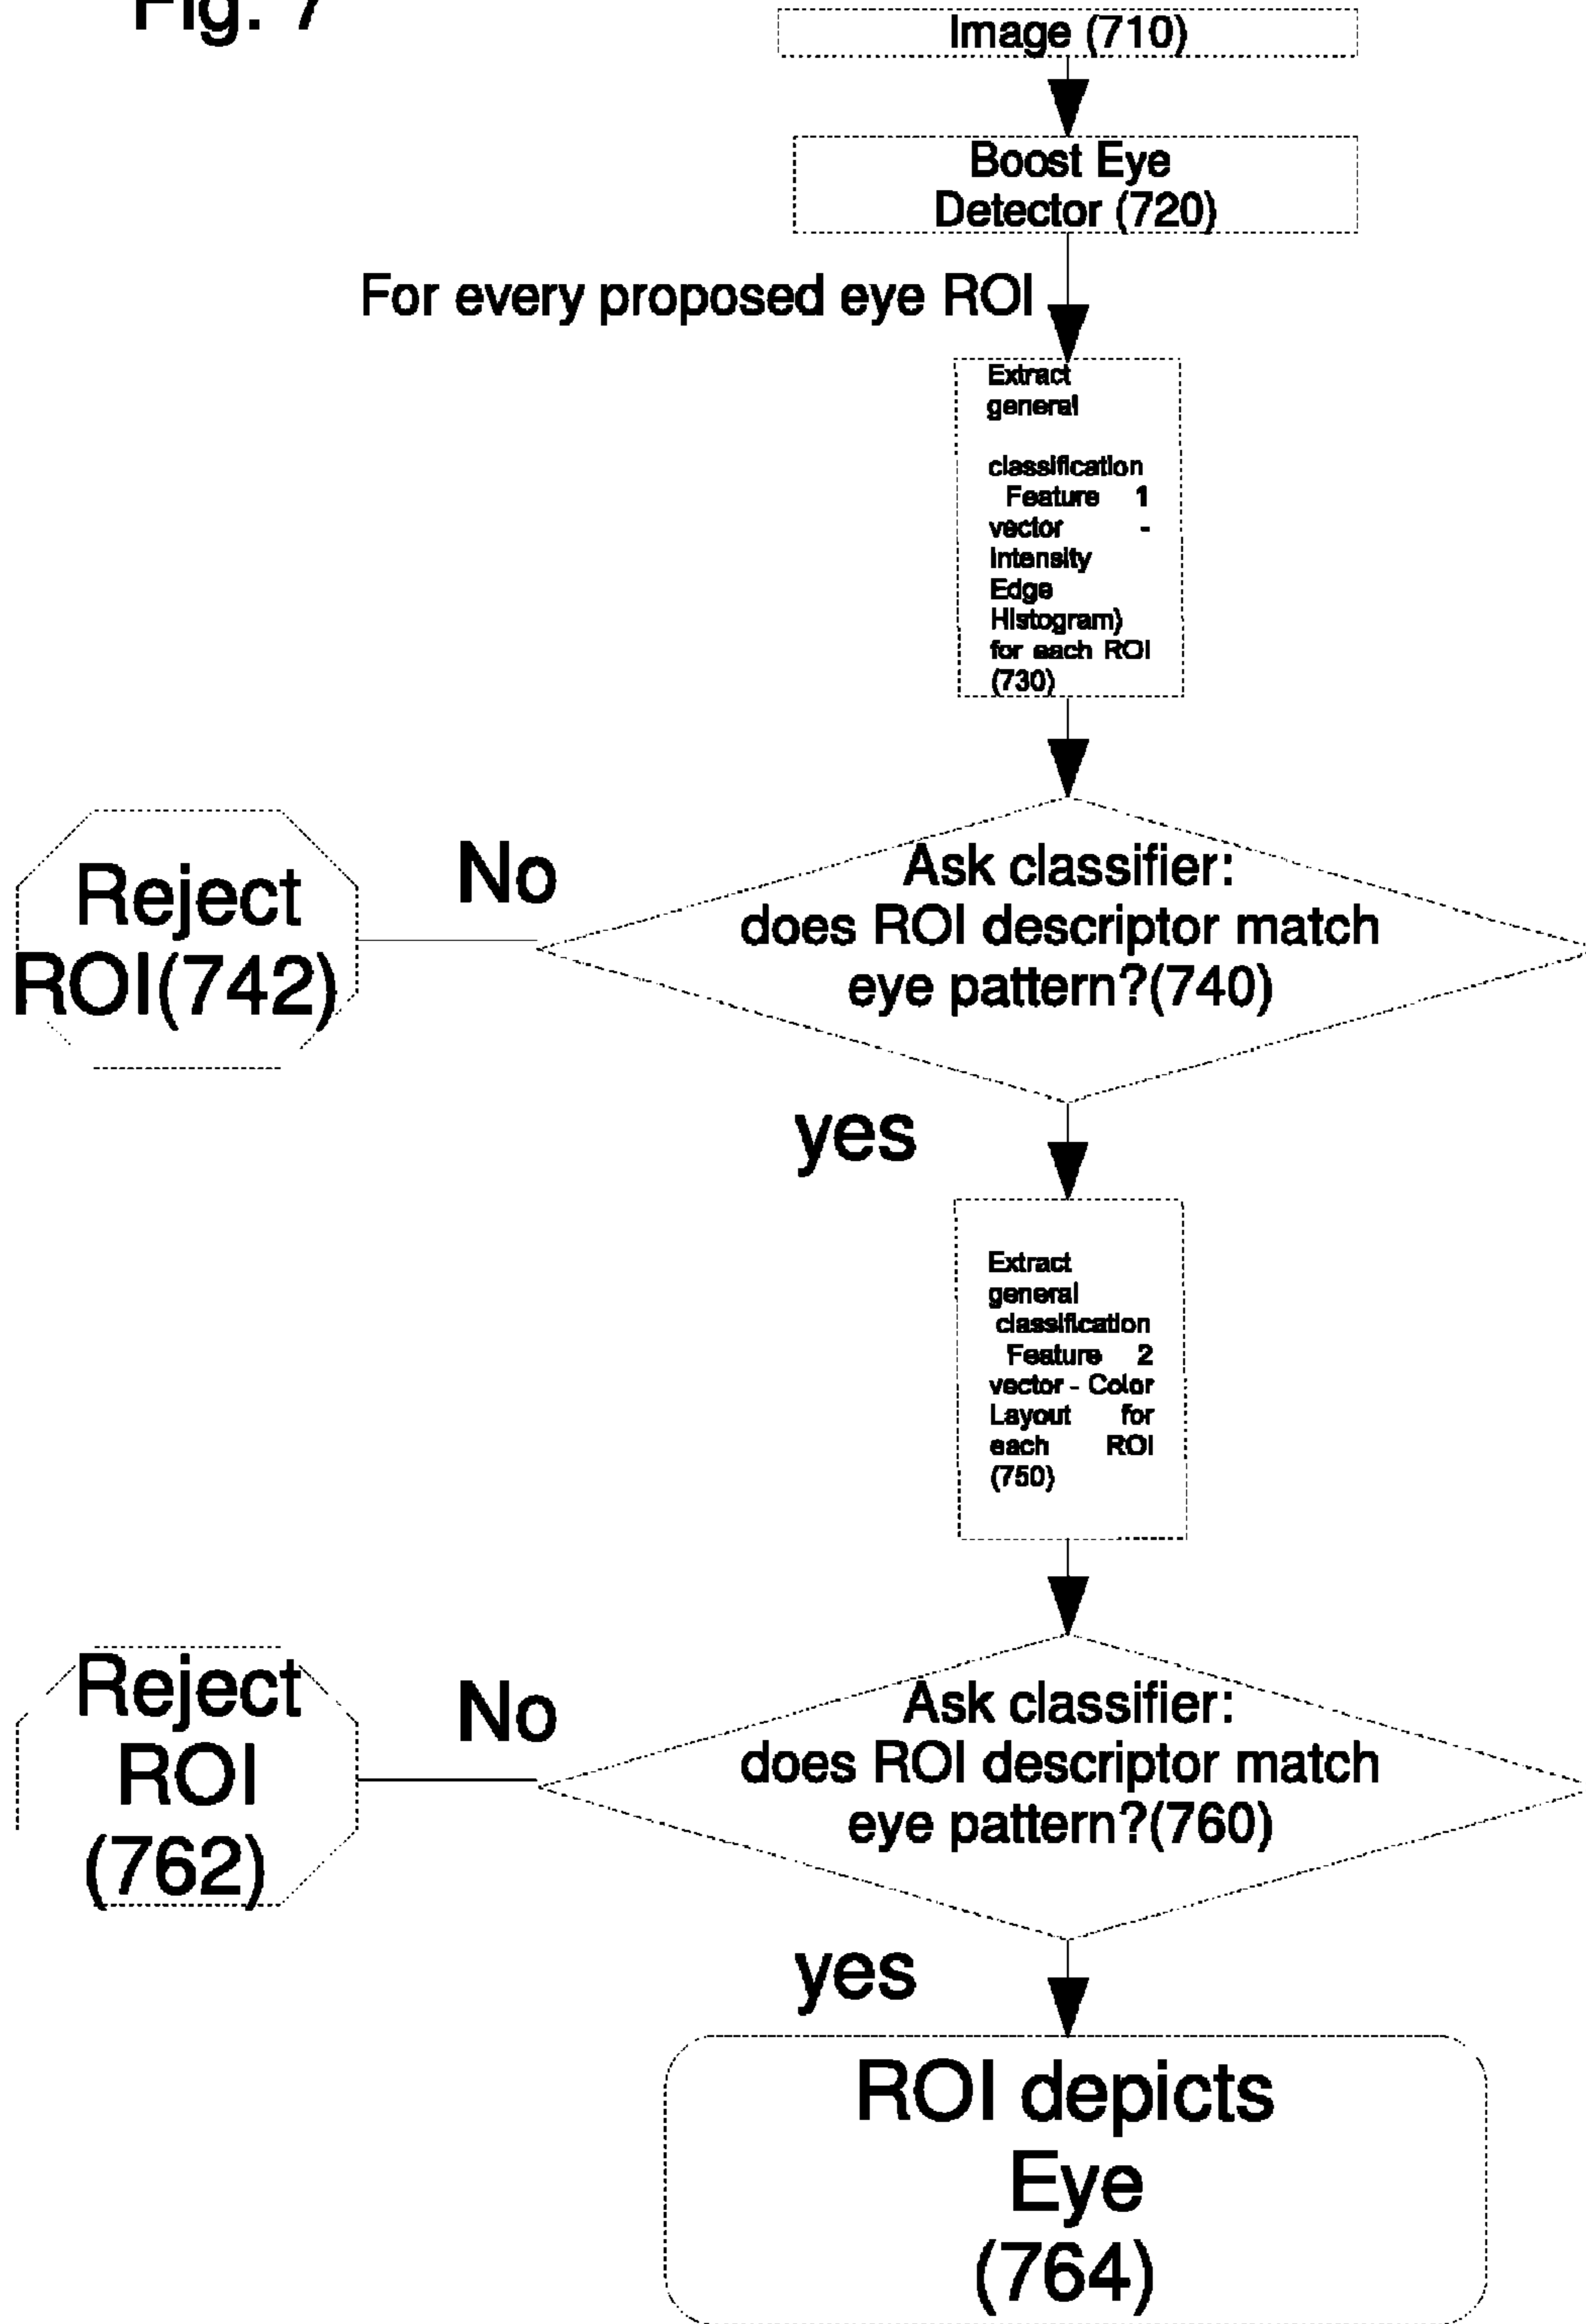 Fig. 7
Image (710)
Boost Eye
Detector (720)
For every proposed eye ROI
Extract
general
classification
Feature 1
vector -
Intensity
Edge
Histogram)
for each ROI
(730)
Ask classifier:
does ROI descriptor match
eye pattern?(740)
No
Reject
ROI(742)
yes
Extract
general
classification
Feature 2
vector - Color
Layout for
each ROI
(750)
Ask classifier:
does ROI descriptor match
eye pattern?(760)
No
Reject
ROI
(762)
yes
ROI depicts
Eye
(764)